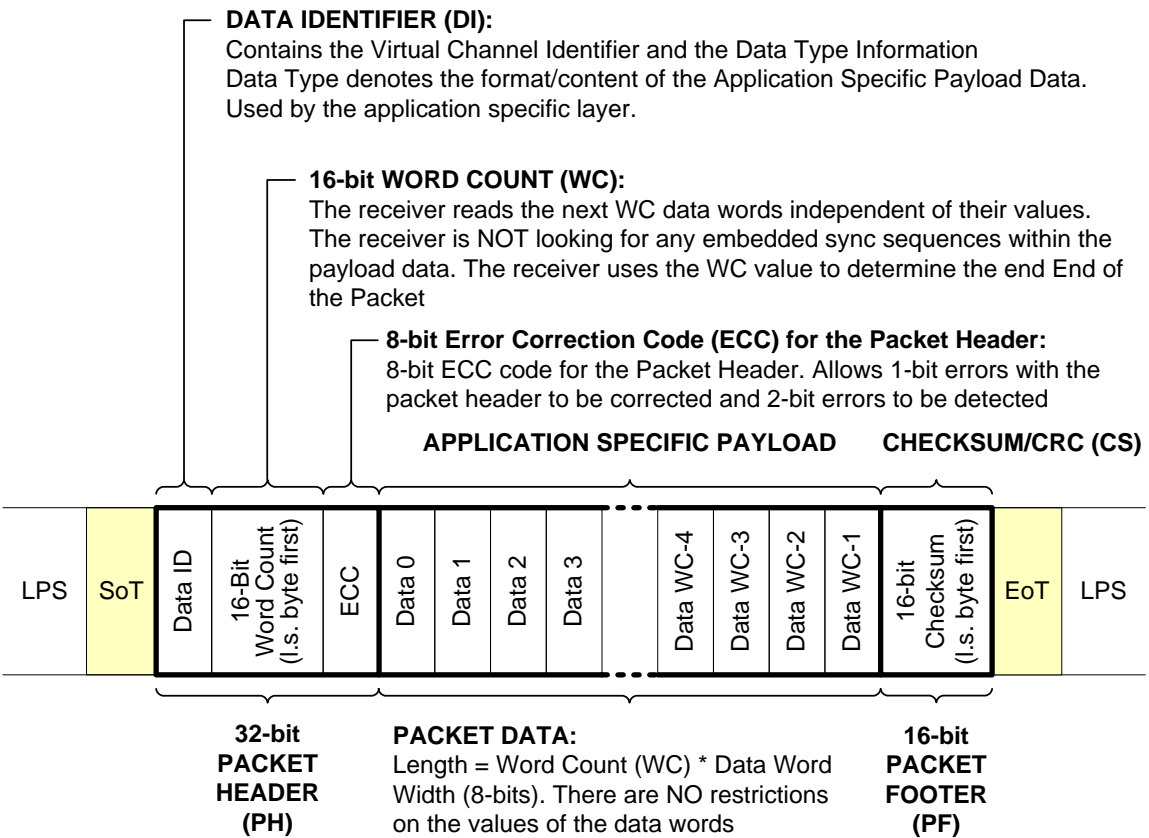 DATA IDENTIFIER (DI):
Contains the Virtual Channel Identifier and the Data Type Information
Data Type denotes the format/content of the Application Specific Payload Data.
Used by the application specific layer.
16-bit WORD COUNT (WC):
The receiver reads the next WC data words independent of their values.
The receiver is NOT looking for any embedded sync sequences within the
payload data. The receiver uses the WC value to determine the end End of
the Packet
8-bit Error Correction Code (ECC) for the Packet Header:
8-bit ECC code for the Packet Header. Allows 1-bit errors with the
packet header to be corrected and 2-bit errors to be detected
APPLICATION SPECIFIC PAYLOAD
CHECKSUM/CRC (CS)
LPS
SoT
Data ID
16-Bit
Word Count
(l.s. byte first)
ECC
Data 0
Data 1
Data 2
Data 3
Data WC-4
Data WC-3
Data WC-2
Data WC-1
16-bit
Checksum
(l.s. byte first)
EoT
LPS
32-bit
PACKET
HEADER
(PH)
PACKET DATA:
Length = Word Count (WC) * Data Word
Width (8-bits). There are NO restrictions
on the values of the data words
16-bit
PACKET
FOOTER
(PF)